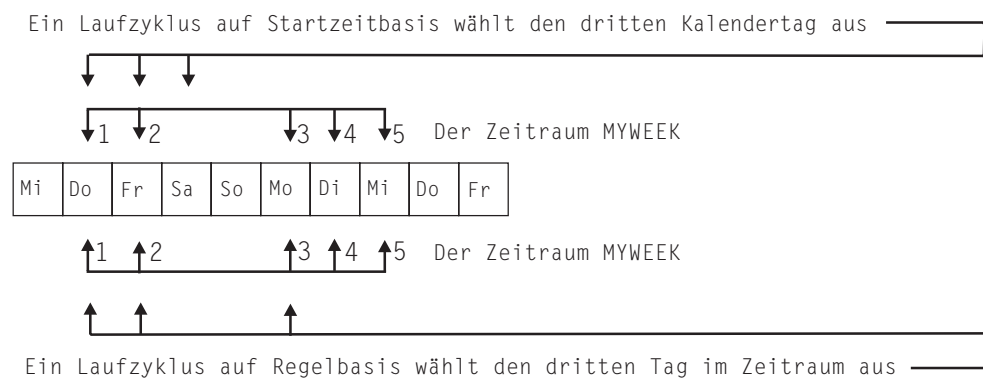 Ein Laufzyklus auf Startzeitbasis wählt den dritten Kalendertag aus
1 2 3 4 5 Der Zeitraum MYWEEK
Mi Do Fr Sa So Mo Di Mi Do Fr
1 2 3 4 5 Der Zeitraum MYWEEK
Ein Laufzyklus auf Regelbasis wählt den dritten Tag im Zeitraum aus